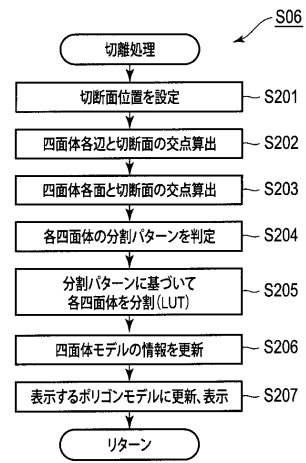 S06
切離処理
切断面位置を設定 S201
四面体各辺と切断面の交点算出 S202
四面体各面と切断面の交点算出 S203
各四面体の分割パターンを判定 S204
分割パターンに基づいて
各四面体を分割(LUT) S205
四面体モデルの情報を更新 S206
表示するポリゴンモデルに更新、表示 S207
リターン